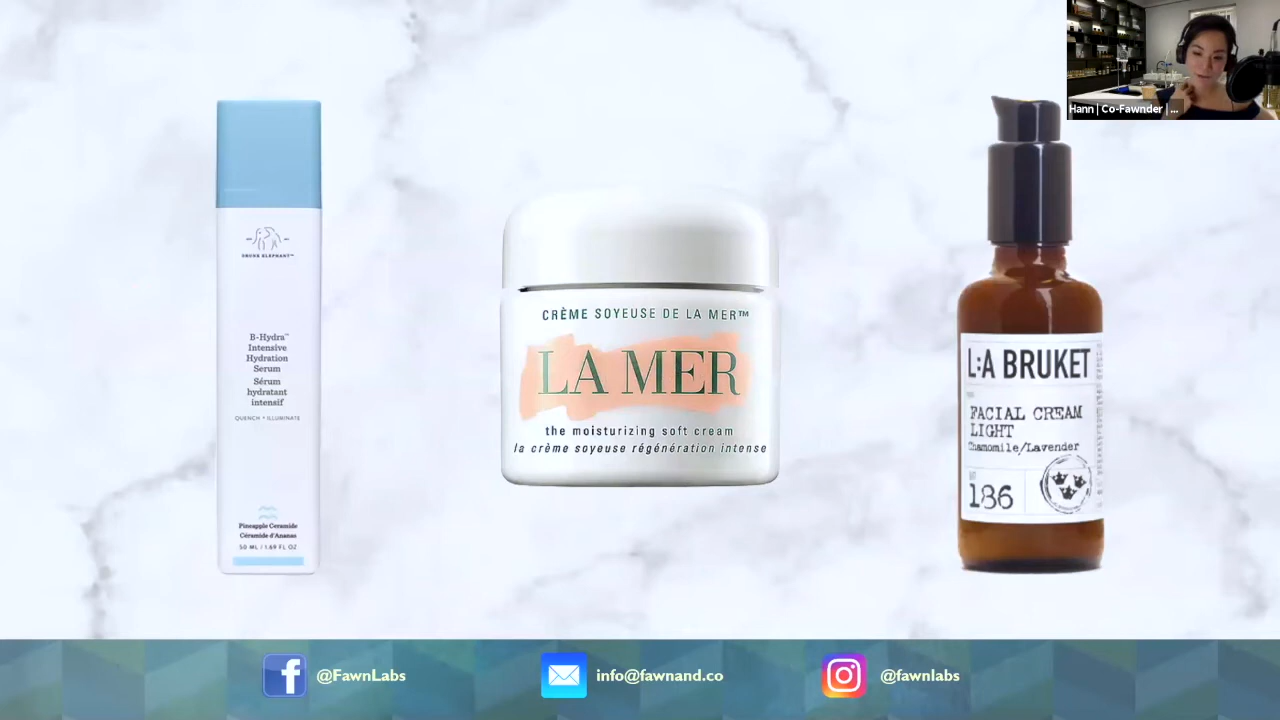 Hann | Co-Fawnder | ...
DRUNK ELEPHANT™
B-Hydra™
Intensive
Hydration
Serum
Sérum
hydratant
intensif
QUENCH + ILLUMINATE
Pineapple Ceramide
Céramide d'Ananas
50 ML / 1.69 FL OZ
CRÈME SOYEUSE DE LA MER™
LA MER
the moisturizing soft cream
la crème soyeuse régénération intense
L:A BRUKET
FACIAL CREAM
LIGHT
Chamomile/Lavender
186
@FawnLabs
info@fawnand.co
@fawnlabs